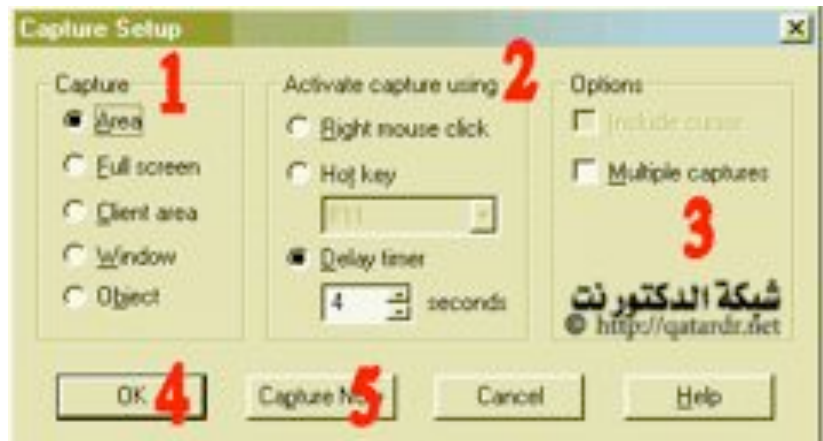 Capture Setup
1
2
Capture
Activate capture using
Options
Area
Right mouse click
Include cursor
Full screen
Hot key
Multiple captures
Client area
F11
3
Window
Delay timer
Object
4 seconds
شبكة الدكتور نت
© http://qatardr.net
OK 4
Capture Now 5
Cancel
Help